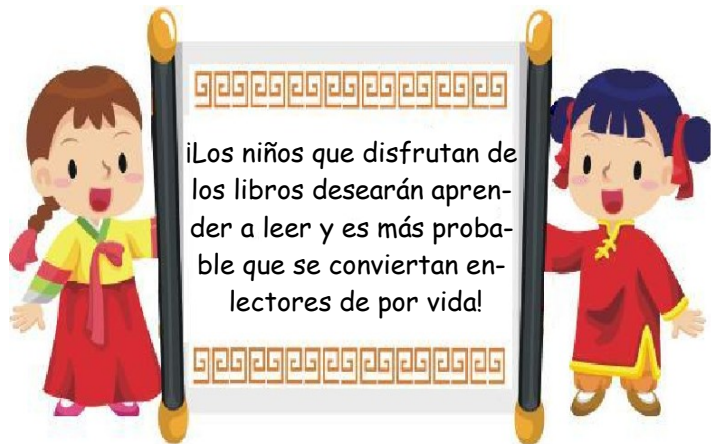 ¡Los niños que disfrutan de
los libros desearán apren-
der a leer y es más proba-
ble que se conviertan en-
lectores de por vida!